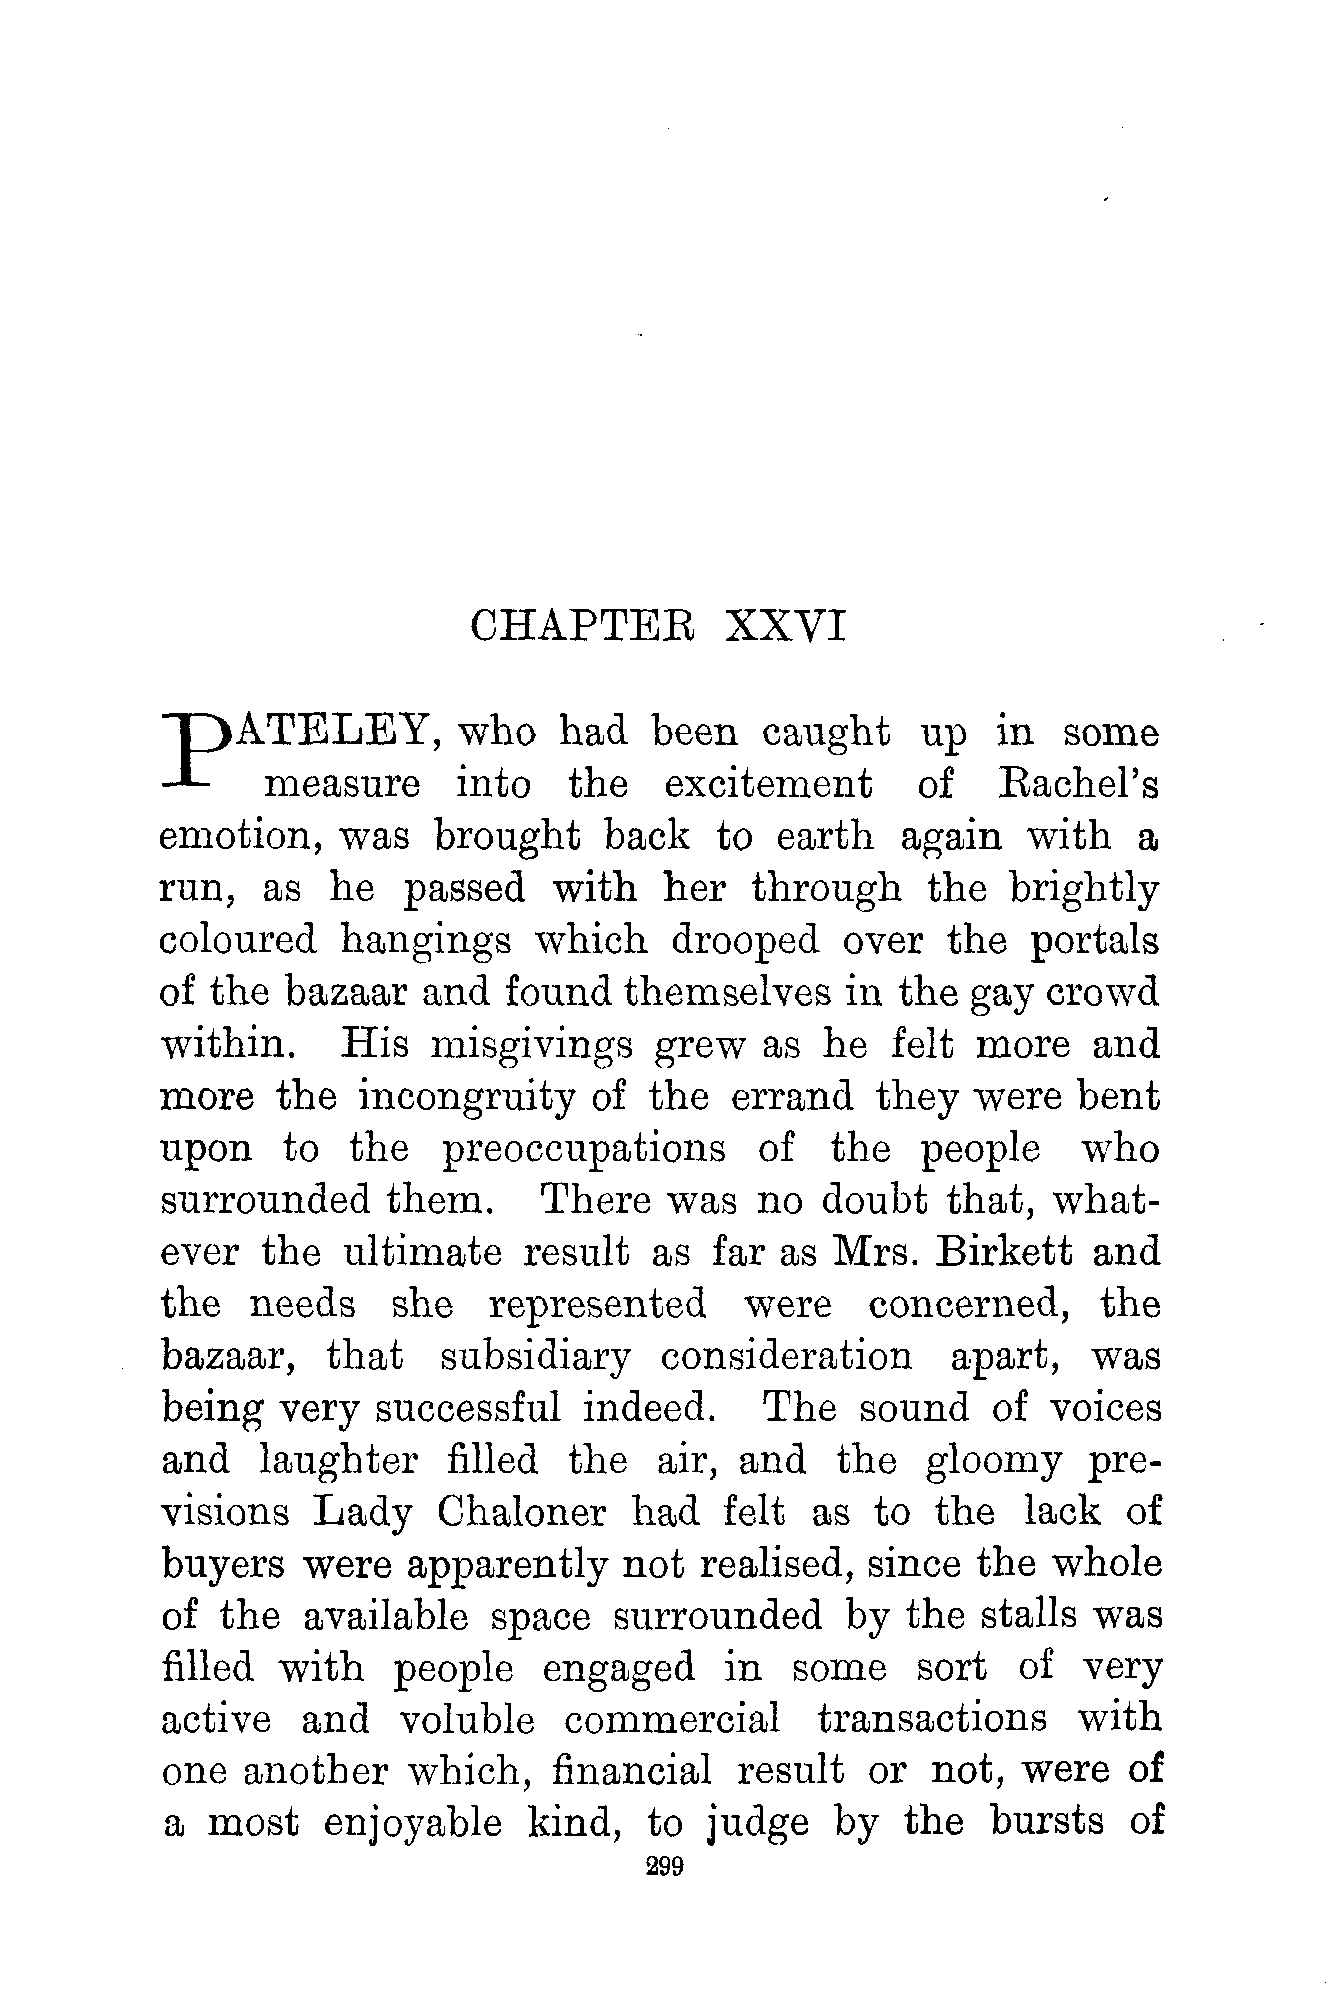 CHAPTER XXVI
PATELEY, who had been caught up in some
measure into the excitement of Rachel's
emotion, was brought back to earth again with a
run, as he passed with her through the brightly
coloured hangings which drooped over the portals
of the bazaar and found themselves in the gay crowd
within. His misgivings grew as he felt more and
more the incongruity of the errand they were bent
upon to the preoccupations of the people who
surrounded them. There was no doubt that, what-
ever the ultimate result as far as Mrs. Birkett and
the needs she represented were concerned, the
bazaar, that subsidiary consideration apart, was
being very successful indeed. The sound of voices
and laughter filled the air, and the gloomy pre-
visions Lady Chaloner had felt as to the lack of
buyers were apparently not realised, since the whole
of the available space surrounded by the stalls was
filled with people engaged in some sort of very
active and voluble commercial transactions with
one another which, financial result or not, were of
a most enjoyable kind, to judge by the bursts of
299